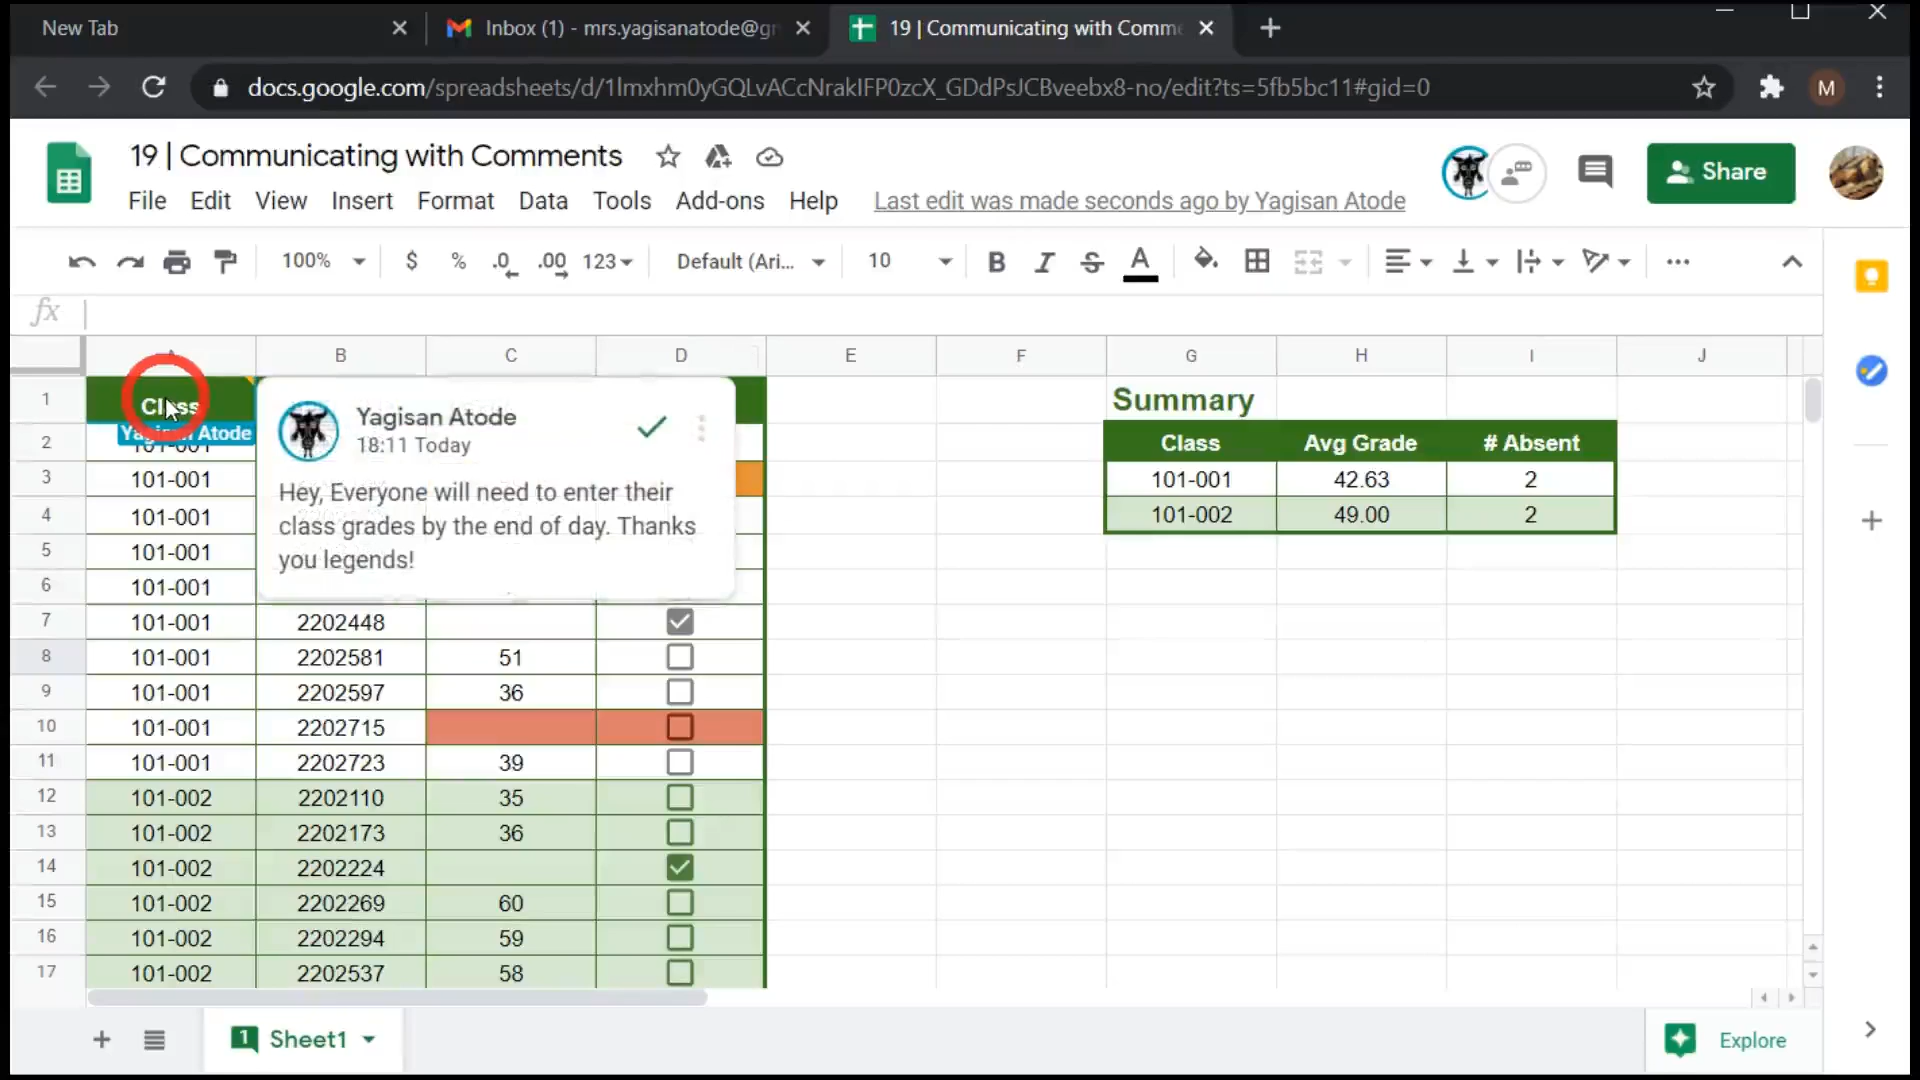 New Tab
Inbox (1) - mrs.yagisanatode@gm
19 | Communicating with Comme
docs.google.com/spreadsheets/d/1lmxhm0yGQLvACcNrakIFP0zcX_GDdPsJCBveebx8-no/edit?ts=5fb5bc11#gid=0
M
19 | Communicating with Comments
File Edit View Insert Format Data Tools Add-ons Help Last edit was made seconds ago by Yagisan Atode
Share
100% $ % .0 .00 123 Default (Ari... 10 B I S A
fx
A B C D E F G H I J
1 Class Summary
Yagisan Atode
18:11 Today
Hey, Everyone will need to enter their
class grades by the end of day. Thanks
you legends!
Yagisan Atode
2 101-001 Class Avg Grade # Absent
3 101-001 101-001 42.63 2
4 101-001 101-002 49.00 2
5 101-001
6 101-001
7 101-001 2202448
8 101-001 2202581 51
9 101-001 2202597 36
10 101-001 2202715
11 101-001 2202723 39
12 101-002 2202110 35
13 101-002 2202173 36
14 101-002 2202224
15 101-002 2202269 60
16 101-002 2202294 59
17 101-002 2202537 58
1 Sheet1 Explore